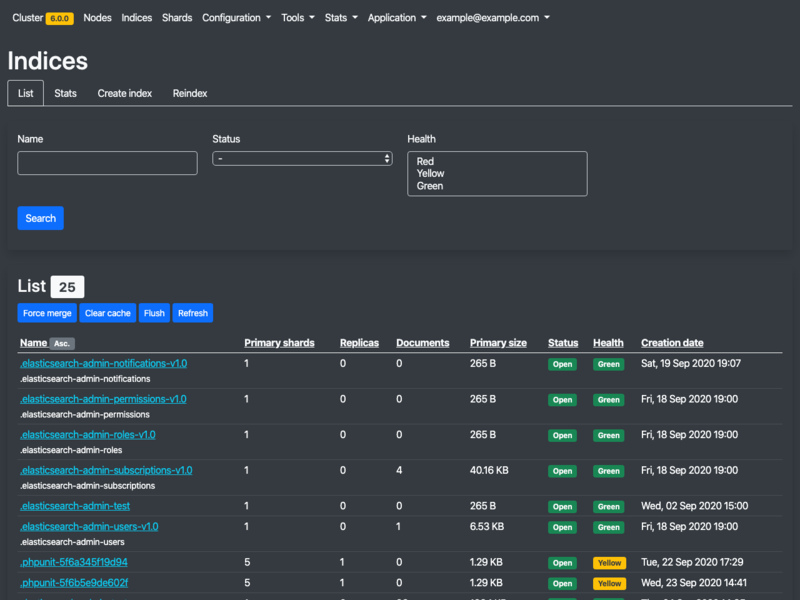 Cluster 6.0.0 Nodes Indices Shards Configuration Tools Stats Application example@example.com
Indices
List Stats Create index Reindex
Name Status Health
-
Red
Yellow
Green
Search
List 25
Force merge Clear cache Flush Refresh
Name Asc. Primary shards Replicas Documents Primary size Status Health Creation date
.elasticsearch-admin-notifications-v1.0 1 0 0 265 B Open Green Sat, 19 Sep 2020 19:07
.elasticsearch-admin-notifications
.elasticsearch-admin-permissions-v1.0 1 0 0 265 B Open Green Fri, 18 Sep 2020 19:00
.elasticsearch-admin-permissions
.elasticsearch-admin-roles-v1.0 1 0 0 265 B Open Green Fri, 18 Sep 2020 19:00
.elasticsearch-admin-roles
.elasticsearch-admin-subscriptions-v1.0 1 0 4 40.16 KB Open Green Fri, 18 Sep 2020 19:00
.elasticsearch-admin-subscriptions
.elasticsearch-admin-test 1 0 0 265 B Open Green Wed, 02 Sep 2020 15:00
.elasticsearch-admin-users-v1.0 1 0 1 6.53 KB Open Green Fri, 18 Sep 2020 19:00
.elasticsearch-admin-users
.phpunit-5f6a345f19d94 5 1 0 1.29 KB Open Yellow Tue, 22 Sep 2020 17:29
.phpunit-5f6b5e9de602f 5 1 0 1.29 KB Open Yellow Wed, 23 Sep 2020 14:41